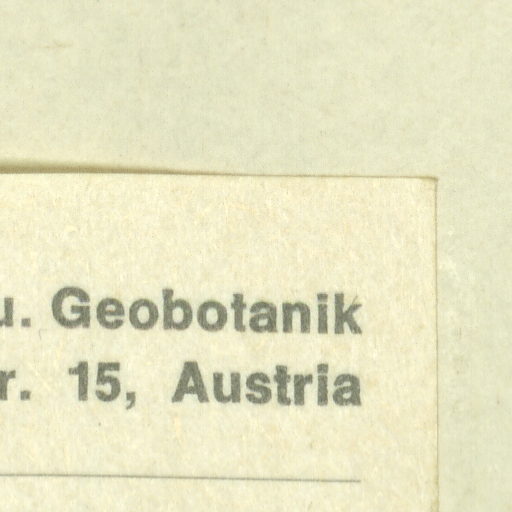 u. Geobotanik
r. 15, Austria